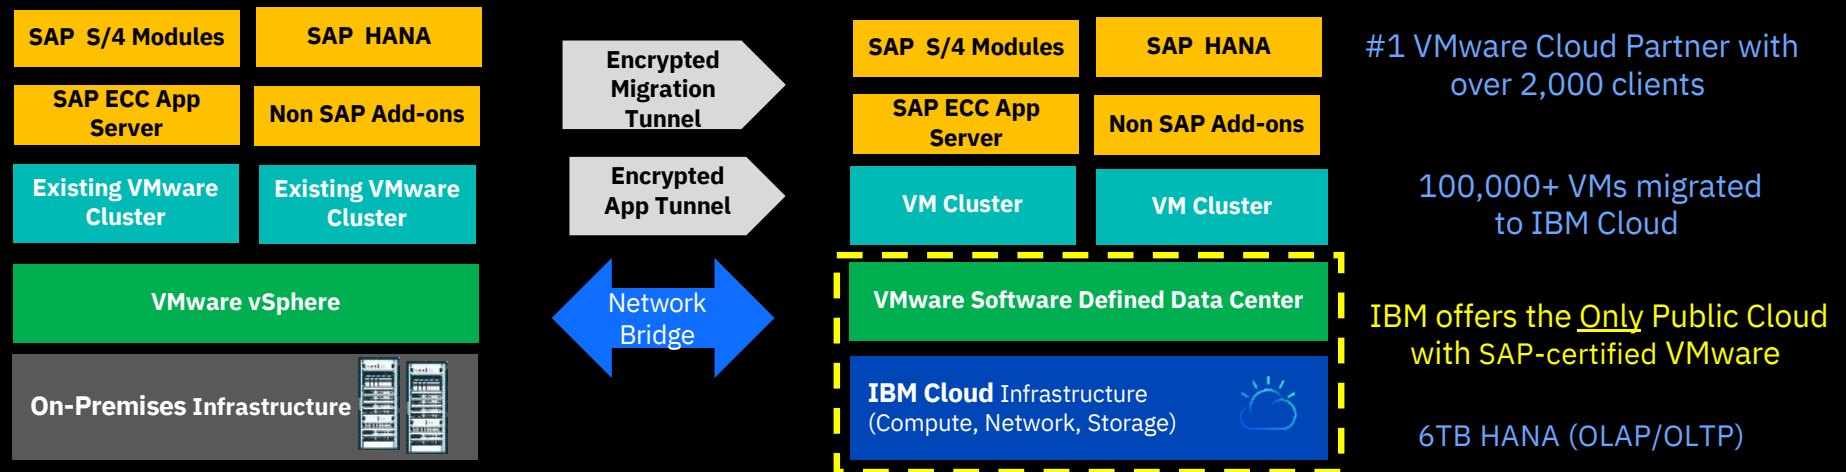 SAP S/4 Modules
SAP HANA
SAP ECC App
Server
Non SAP Add-ons
Existing VMware
Cluster
Existing VMware
Cluster
VMware vSphere
On-Premises Infrastructure
Encrypted
Migration
Tunnel
Encrypted
App Tunnel
Network
Bridge
SAP S/4 Modules
SAP HANA
SAP ECC App
Server
Non SAP Add-ons
VM Cluster
VM Cluster
VMware Software Defined Data Center
IBM Cloud Infrastructure
(Compute, Network, Storage)
#1 VMware Cloud Partner with
over 2,000 clients
100,000+ VMs migrated
to IBM Cloud
IBM offers the Only Public Cloud
with SAP-certified VMware
6TB HANA (OLAP/OLTP)